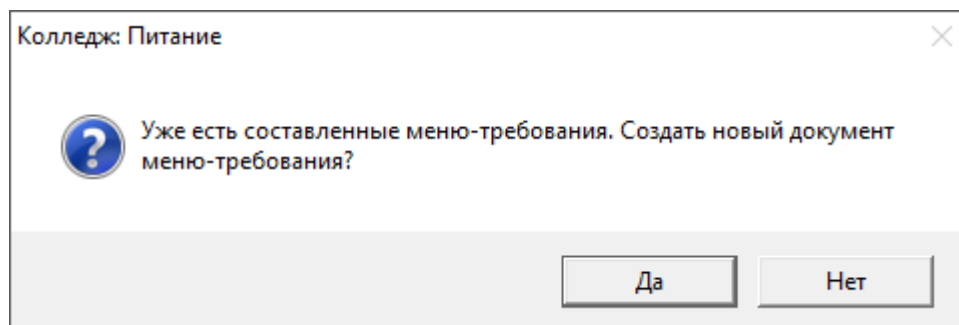 Колледж: Питание
Уже есть составленные меню-требования. Создать новый документ
меню-требования?
Да
Нет